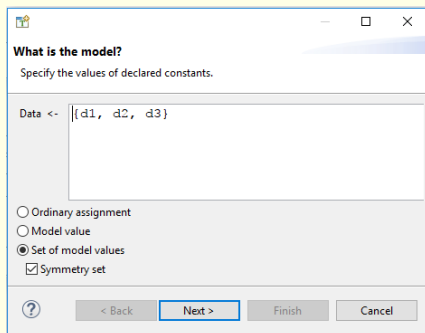 What is the model?
Specify the values of declared constants.
Data <- {d1, d2, d3}
Ordinary assignment
Model value
Set of model values
Symmetry set
? < Back Next > Finish Cancel